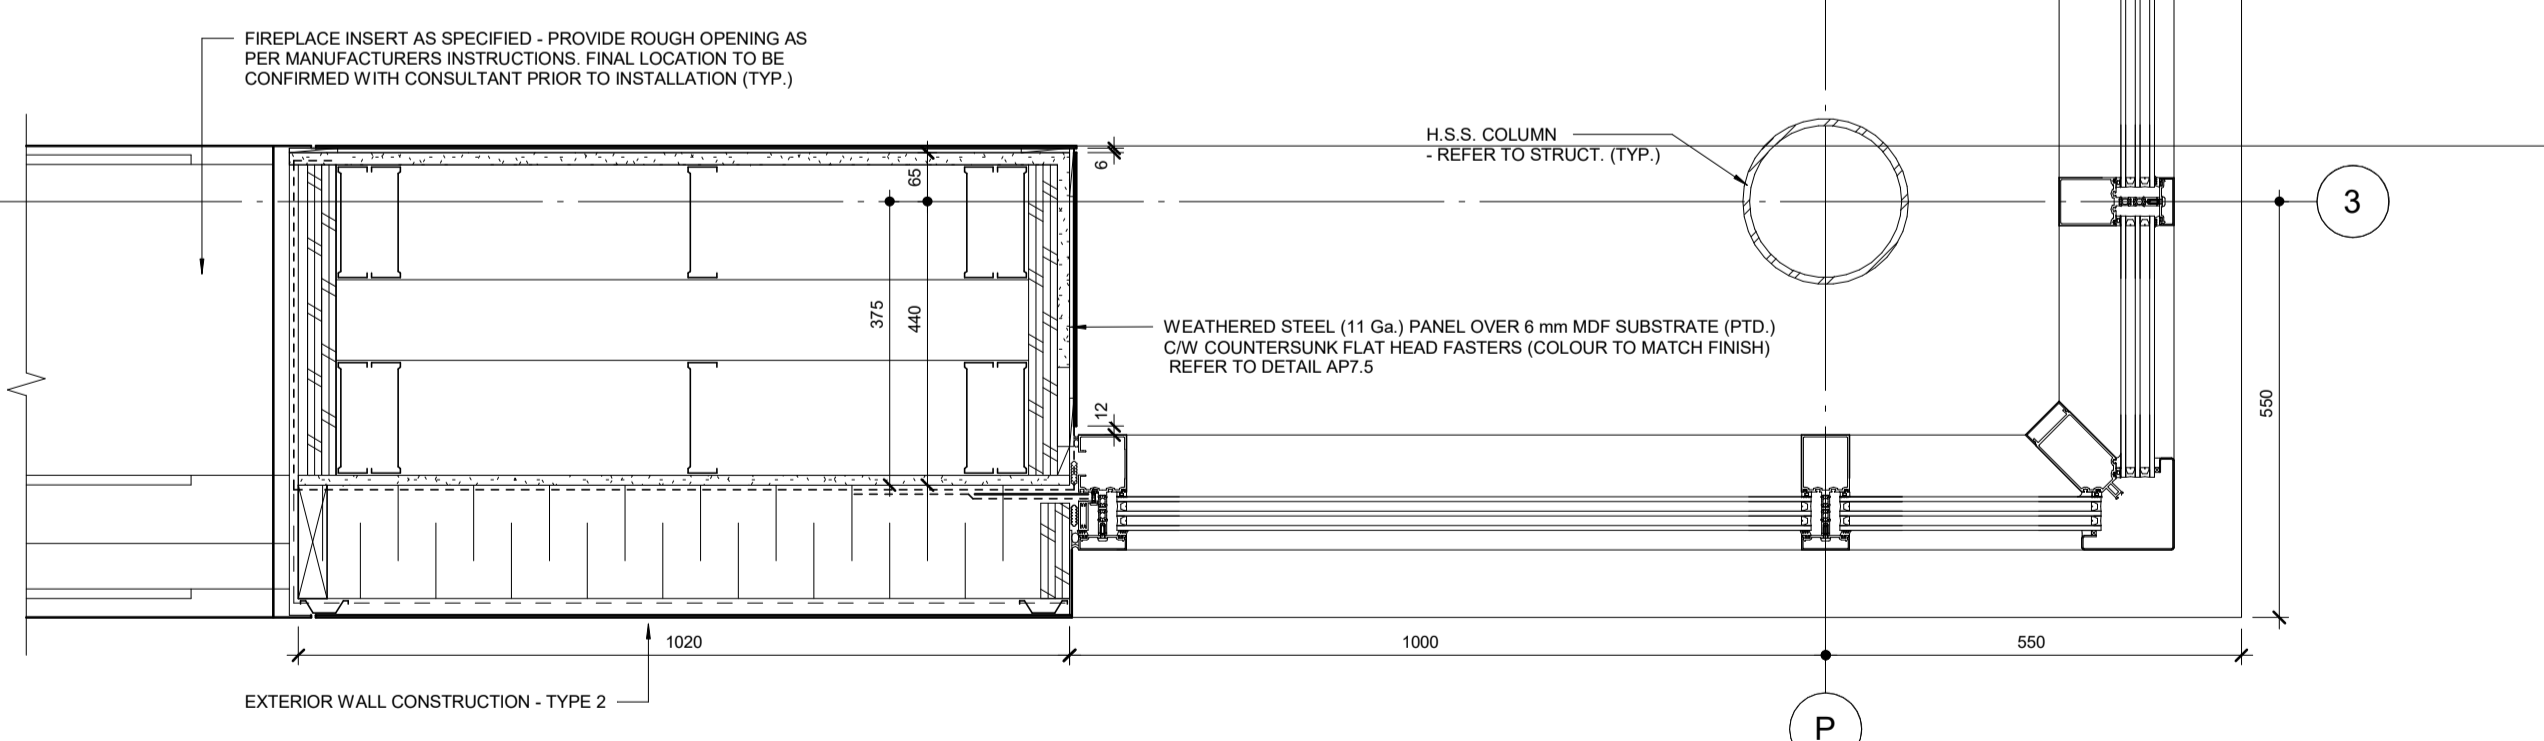 FIREPLACE INSERT AS SPECIFIED - PROVIDE ROUGH OPENING AS
PER MANUFACTURERS INSTRUCTIONS. FINAL LOCATION TO BE
CONFIRMED WITH CONSULTANT PRIOR TO INSTALLATION (TYP.)
H.S.S. COLUMN
- REFER TO STRUCT. (TYP.)
6
65
3
375
440
WEATHERED STEEL (11 Ga.) PANEL OVER 6 mm MDF SUBSTRATE (PTD.)
C/W COUNTERSUNK FLAT HEAD FASTERS (COLOUR TO MATCH FINISH)
REFER TO DETAIL AP7.5
12
550
1020
1000
550
EXTERIOR WALL CONSTRUCTION - TYPE 2
P